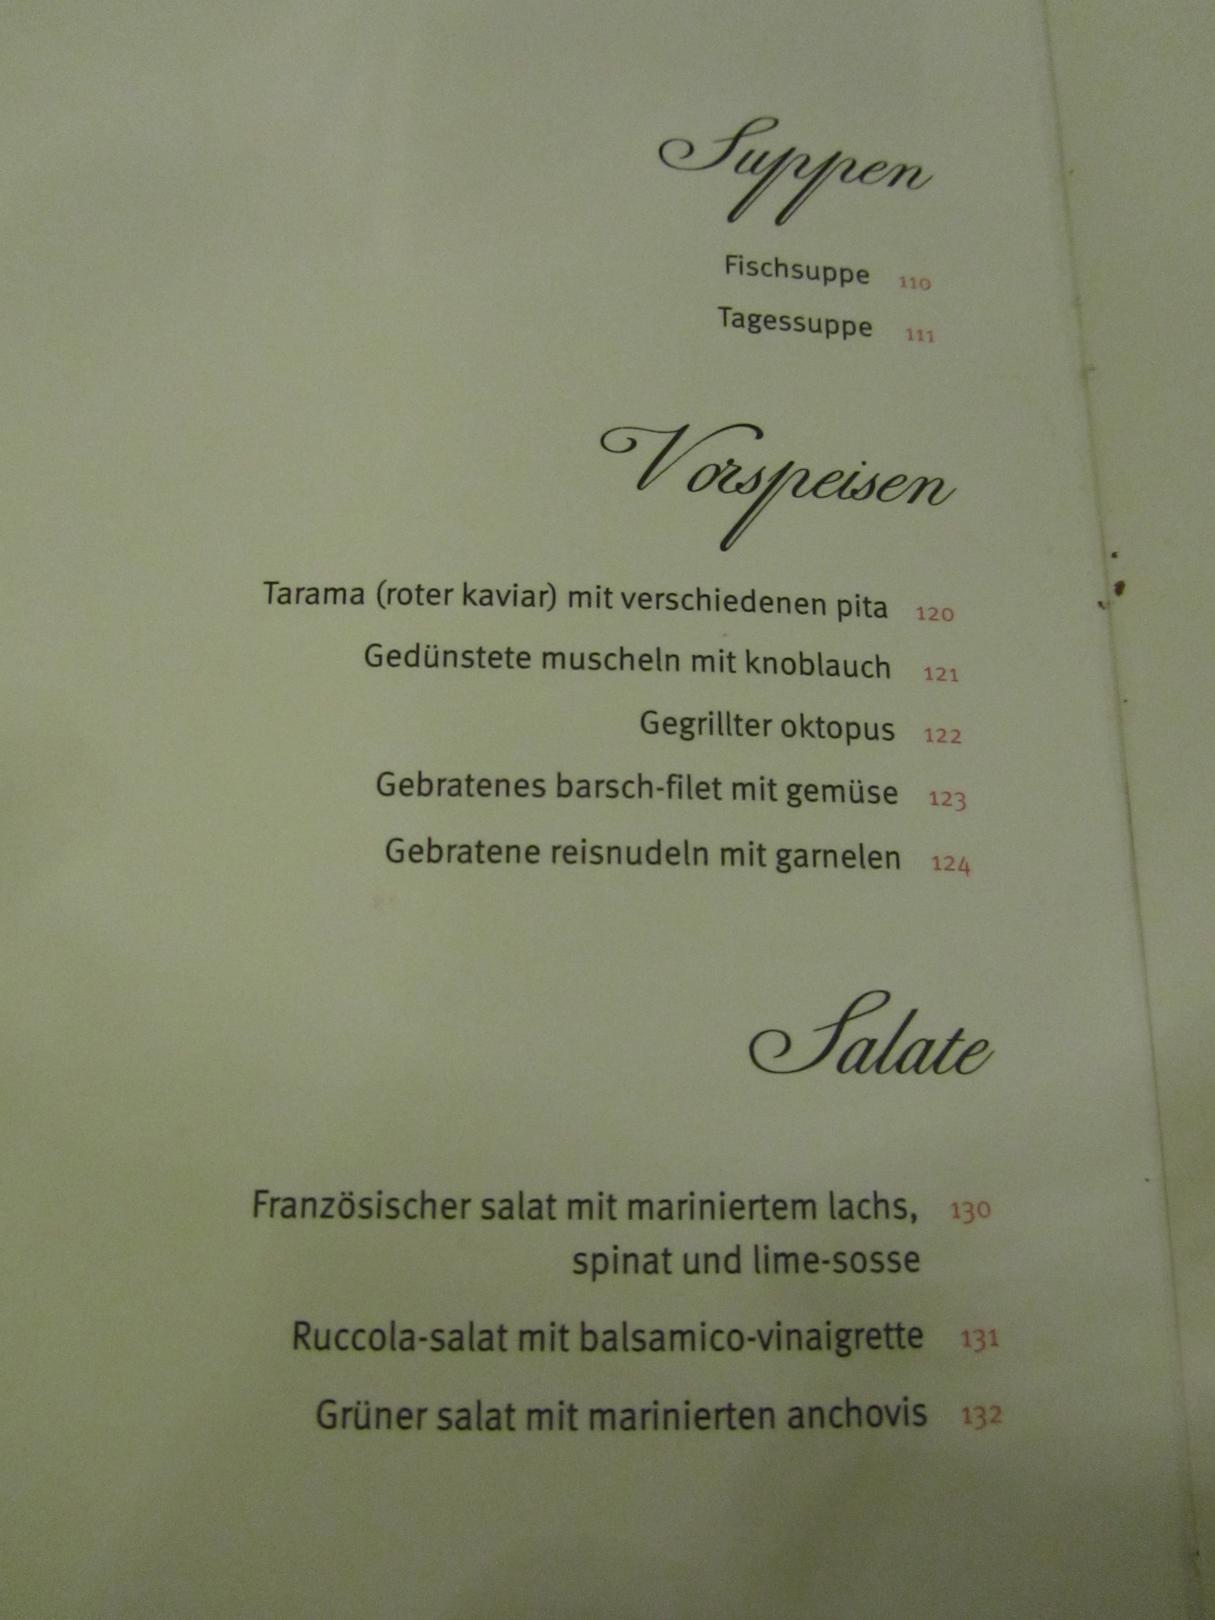 Suppen
Fischsuppe 110
Tagessuppe 111
Vorspeisen
Tarama (roter kaviar) mit verschiedenen pita 120
Gedünstete muscheln mit knoblauch 121
Gegrillter oktopus 122
Gebratenes barsch-filet mit gemüse 123
Gebratene reisnudeln mit garnelen 124
Salate
Französischer salat mit mariniertem lachs, 130
spinat und lime-sosse
Ruccola-salat mit balsamico-vinaigrette 131
Grüner salat mit marinierten anchovis 132